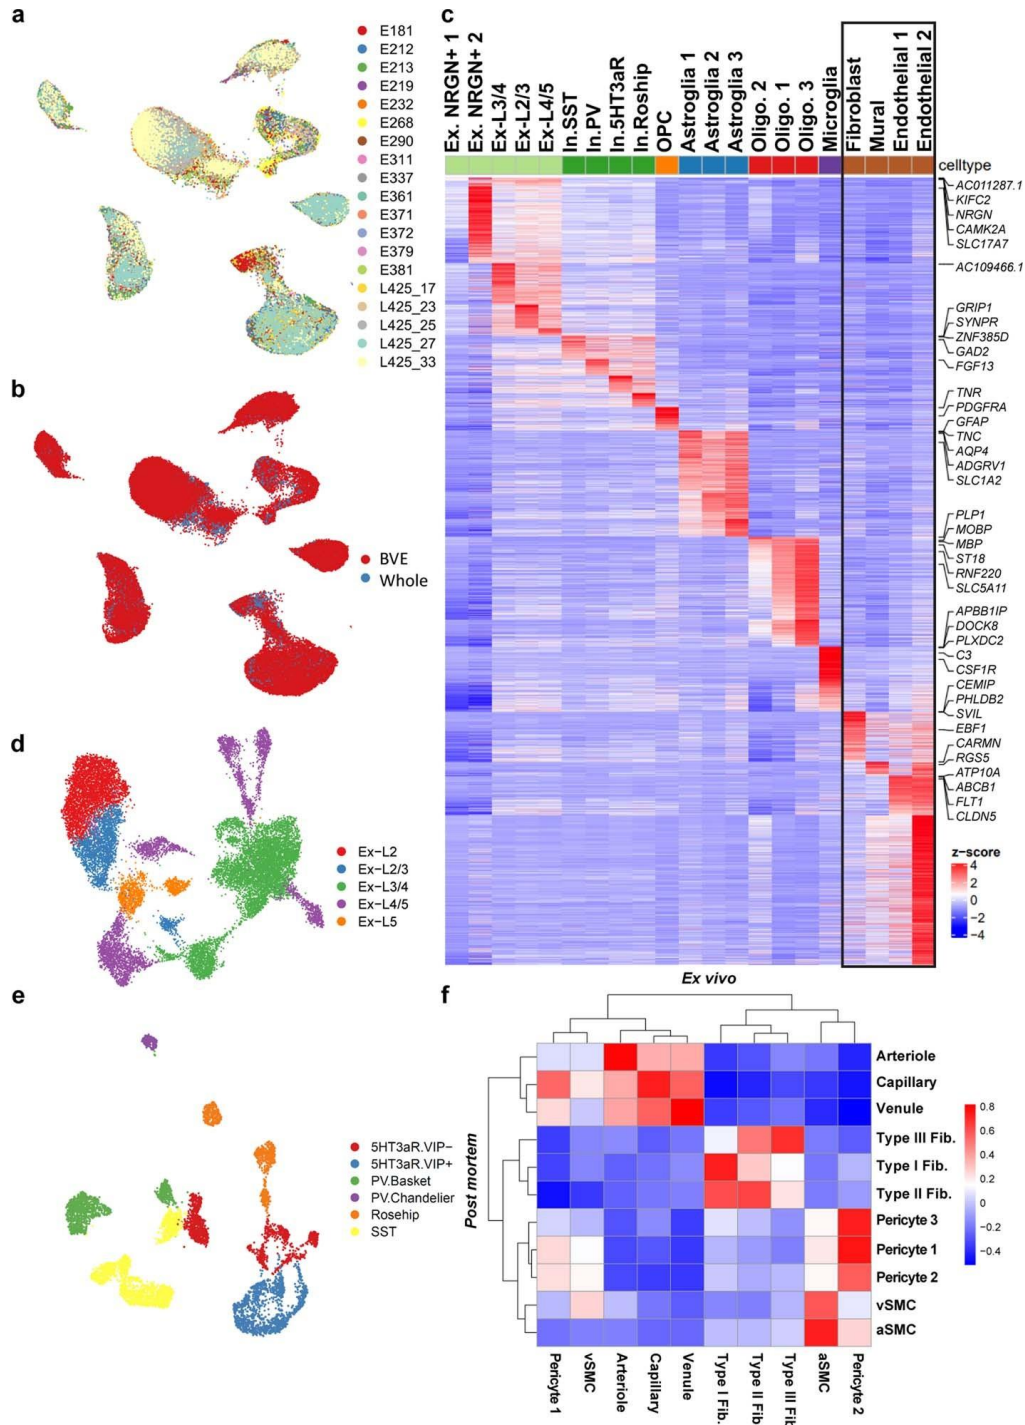 a
E181
E212
E213
E219
E232
E268
E290
E311
E337
E361
E371
E372
E379
E381
L425_17
L425_23
L425_25
L425_27
L425_33
b
BVE
Whole
c
Ex. NRGN+ 1
Ex. NRGN+ 2
Ex-L3/4
Ex-L2/3
Ex-L4/5
In.SST
In.PV
In.5HT3aR
In.Roship
OPC
Astroglia 1
Astroglia 2
Astroglia 3
Oligo. 2
Oligo. 1
Oligo. 3
Microglia
Fibroblast
Mural
Endothelial 1
Endothelial 2
celltype
AC011287.1
KIFC2
NRGN
CAMK2A
SLC17A7
AC109466.1
GRIP1
SYNPR
ZNF385D
GAD2
FGF13
TNR
PDGFRA
GFAP
TNC
AQP4
ADGRV1
SLC1A2
PLP1
MOBP
MBP
ST18
RNF220
SLC5A11
APBB1IP
DOCK8
PLXDC2
C3
CSF1R
CEMIP
PHLDB2
SVIL
EBF1
CARMN
RGS5
ATP10A
ABCB1
FLT1
CLDN5
z-score
4
2
0
−2
−4
d
Ex−L2
Ex−L2/3
Ex−L3/4
Ex−L4/5
Ex−L5
e
5HT3aR.VIP−
5HT3aR.VIP+
PV.Basket
PV.Chandelier
Rosehip
SST
f
Ex vivo
Post mortem
Arteriole
Capillary
Venule
Type III Fib.
Type I Fib.
Type II Fib.
Pericyte 3
Pericyte 1
Pericyte 2
vSMC
aSMC
0.8
0.6
0.4
0.2
0
−0.2
−0.4
Pericyte 1
vSMC
Arteriole
Capillary
Venule
Type I Fib.
Type II Fib.
Type III Fib.
aSMC
Pericyte 2